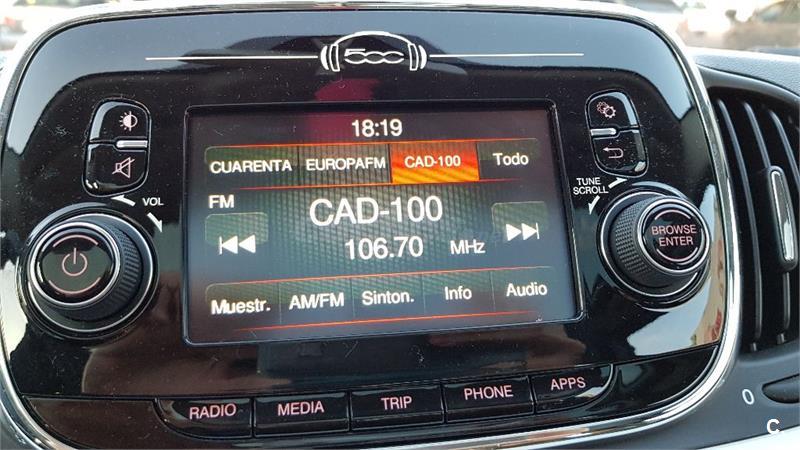 500
18:19
CUARENTA EUROPAFM CAD-100 Todo
FM
CAD-100
106.70 MHz
Muestr. AM/FM Sinton. Info Audio
VOL
TUNE
SCROLL
BROWSE
ENTER
RADIO MEDIA TRIP PHONE APPS
0
C